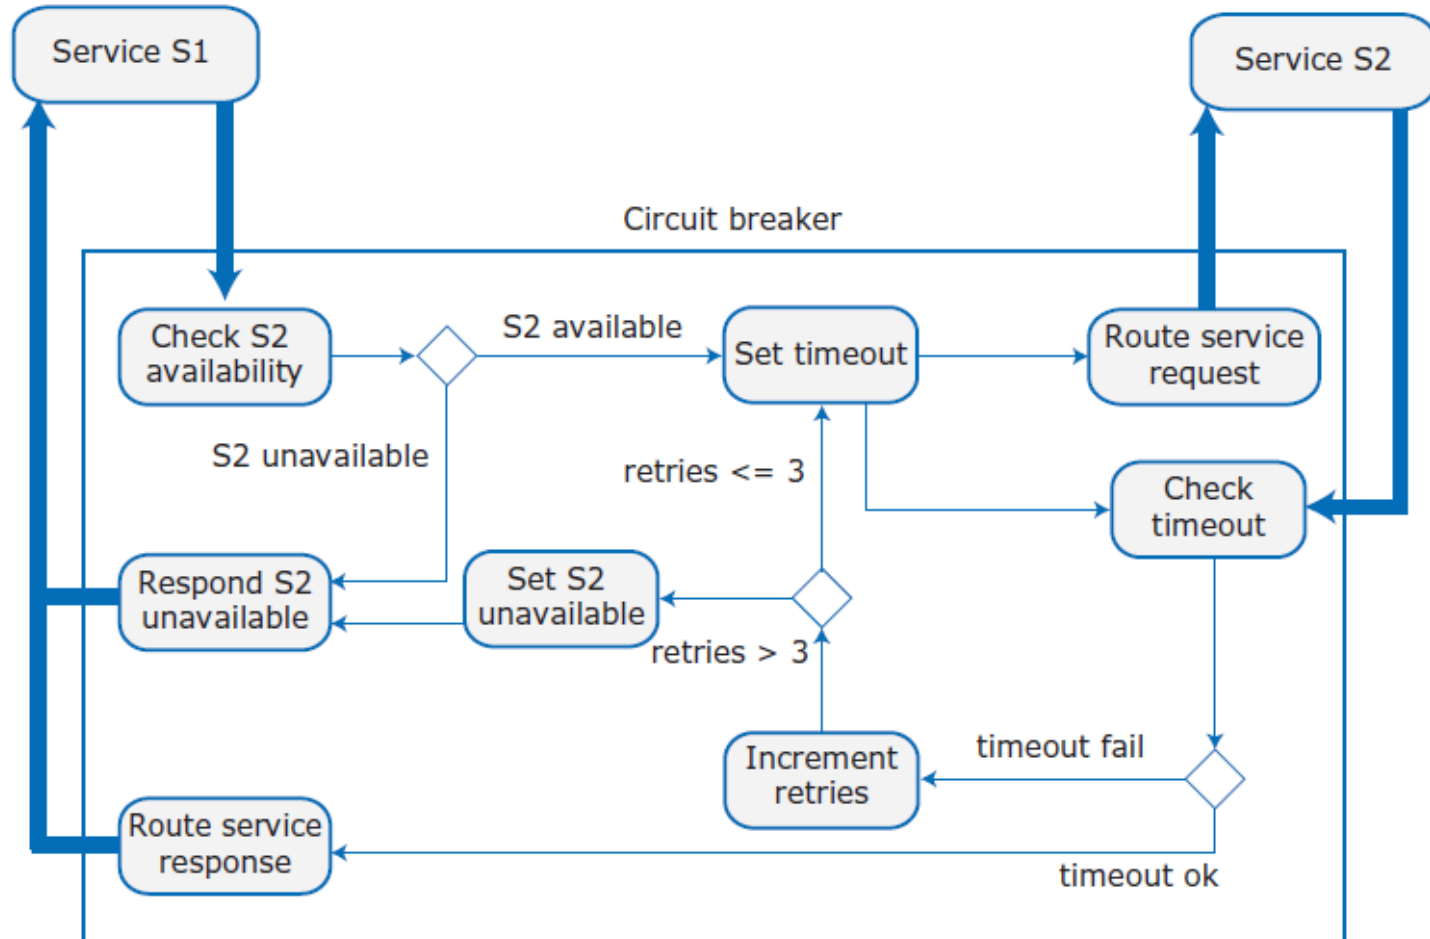 Service S1
Service S2
Circuit breaker
Check S2
availability
S2 available
Set timeout
Route service
request
S2 unavailable
retries <= 3
Check
timeout
Respond S2
unavailable
Set S2
unavailable
retries > 3
Increment
retries
timeout fail
Route service
response
timeout ok